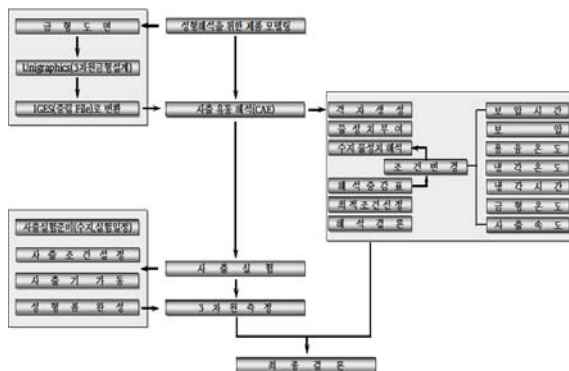 금 형 도 면
성형해석을 위한 제품 모델링
Unigraphics(3차원금형설계)
IGES(중립 File)로 변환
사출 유동 해석(CAE)
격 자 생 성
물 성 치 부 여
수지 물성치 해석
조 건 변 경
해 석 증 감 표
최 적 조 건 선 정
해 석 결 론
보 압 시 간
보 압
용 융 온 도
냉 각 온 도
냉 각 시 간
금 형 온 도
사 출 속 도
사출실험준비(수지,실험일정)
사 출 조 건 설 정
사 출 기 가 동
성 형 품 완 성
사 출 실 험
3 차 원 측 정
최 종 결 론